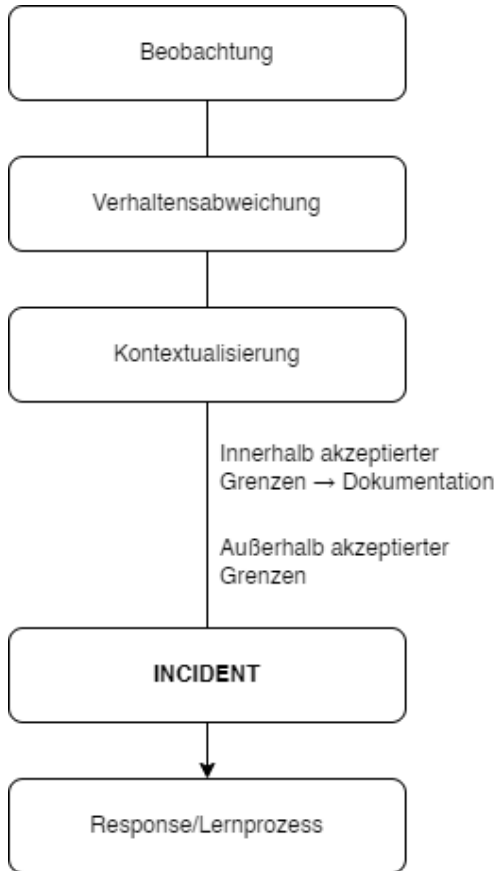 Beobachtung
Verhaltensabweichung
Kontextualisierung
Innerhalb akzeptierter
Grenzen → Dokumentation
Außerhalb akzeptierter
Grenzen
INCIDENT
Response/Lernprozess